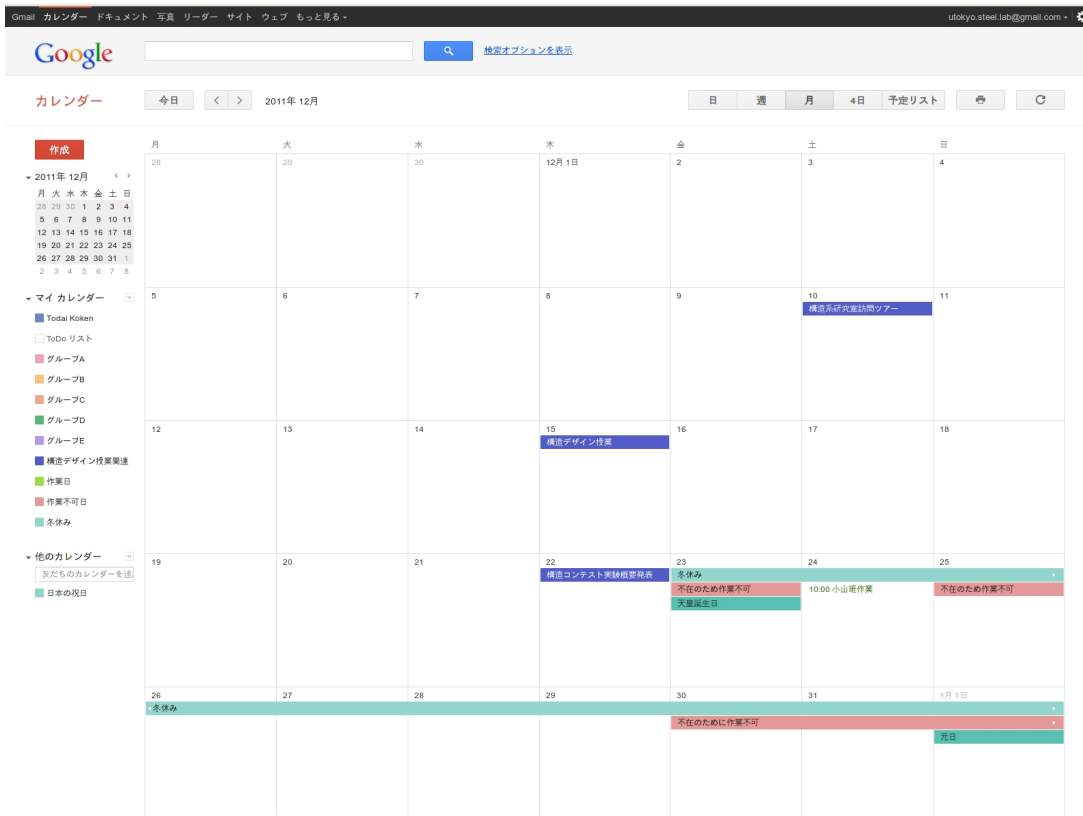 Gmail カレンダー ドキュメント 写真 リーダー サイト ウェブ もっと見る
utokyo.steel.lab@gmail.com
Google
検索オプションを表示
カレンダー
今日 < > 2011年 12月
日 週 月 4日 予定リスト
作成
2011年 12月 < >
月 火 水 木 金 土 日
28 29 30 1 2 3 4
5 6 7 8 9 10 11
12 13 14 15 16 17 18
19 20 21 22 23 24 25
26 27 28 29 30 31 1
2 3 4 5 6 7 8
マイ カレンダー
Todai Koken
ToDo リスト
グループA
グループB
グループC
グループD
グループE
構造デザイン授業関連
作業日
作業不可日
冬休み
他のカレンダー
友だちのカレンダーを追
日本の祝日
月 火 水 木 金 土 日
28 29 30 12月 1日 2 3 4
5 6 7 8 9 10 11
構造系研究室訪問ツアー
12 13 14 15 16 17 18
構造デザイン授業
19 20 21 22 23 24 25
構造コンテスト実験概要発表 冬休み
不在のため作業不可 10:00 小山班作業 不在のため作業不可
天皇誕生日
26 27 28 29 30 31 1月 1日
冬休み
不在のために作業不可
元日